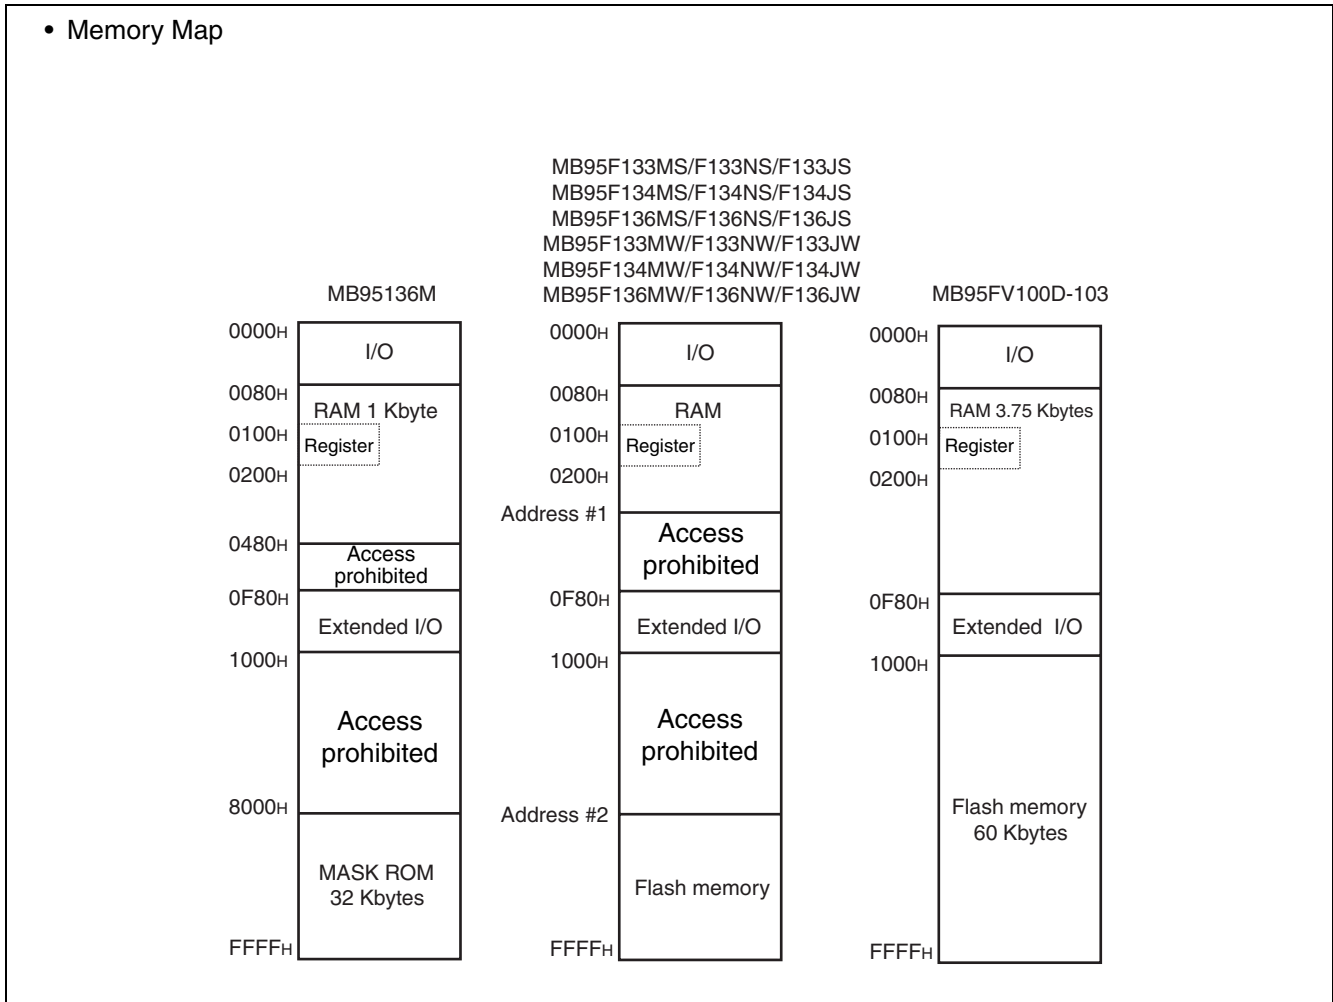 • Memory Map
MB95F133MS/F133NS/F133JS
MB95F134MS/F134NS/F134JS
MB95F136MS/F136NS/F136JS
MB95F133MW/F133NW/F133JW
MB95F134MW/F134NW/F134JW
MB95F136MW/F136NW/F136JW
MB95136M
0000H
I/O
0080H
RAM 1 Kbyte
0100H
Register
0200H
0480H
Access
prohibited
0F80H
Extended I/O
1000H
Access
prohibited
8000H
MASK ROM
32 Kbytes
FFFFH
0000H
I/O
0080H
RAM
0100H
Register
0200H
Address #1
Access
prohibited
0F80H
Extended I/O
1000H
Access
prohibited
Address #2
Flash memory
FFFFH
MB95FV100D-103
0000H
I/O
0080H
RAM 3.75 Kbytes
0100H
Register
0200H
0F80H
Extended I/O
1000H
Flash memory
60 Kbytes
FFFFH